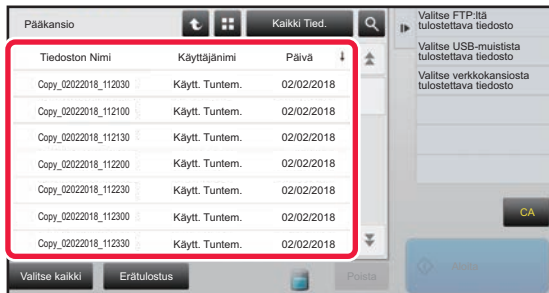 Pääkansio
Kaikki Tied.
Tiedoston Nimi Käyttäjänimi Päivä
Copy_02022018_112030 Käytt. Tuntem. 02/02/2018
Copy_02022018_112100 Käytt. Tuntem. 02/02/2018
Copy_02022018_112130 Käytt. Tuntem. 02/02/2018
Copy_02022018_112200 Käytt. Tuntem. 02/02/2018
Copy_02022018_112230 Käytt. Tuntem. 02/02/2018
Copy_02022018_112300 Käytt. Tuntem. 02/02/2018
Copy_02022018_112330 Käytt. Tuntem. 02/02/2018
Valitse kaikki
Erätulostus
Poista
Valitse FTP:ltä
tulostettava tiedosto
Valitse USB-muistista
tulostettava tiedosto
Valitse verkkokansiosta
tulostettava tiedosto
CA